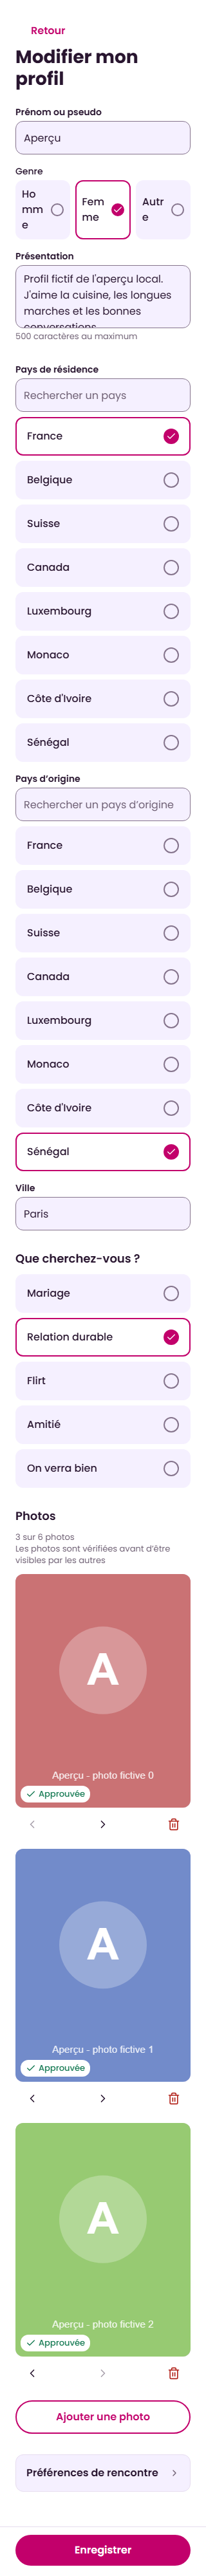 Retour
Modifier mon
profil
Prénom ou pseudo
Aperçu
Genre
Ho
mm
e
Fem
me
Autr
e
Présentation
Profil fictif de l'aperçu local.
J'aime la cuisine, les longues
marches et les bonnes
conversations
500 caractères au maximum
Pays de résidence
Rechercher un pays
France
Belgique
Suisse
Canada
Luxembourg
Monaco
Côte d'Ivoire
Sénégal
Pays d’origine
Rechercher un pays d’origine
France
Belgique
Suisse
Canada
Luxembourg
Monaco
Côte d'Ivoire
Sénégal
Ville
Paris
Que cherchez-vous ?
Mariage
Relation durable
Flirt
Amitié
On verra bien
Photos
3 sur 6 photos
Les photos sont vérifiées avant d’être
visibles par les autres
A
Aperçu - photo fictive 0
Approuvée
A
Aperçu - photo fictive 1
Approuvée
A
Aperçu - photo fictive 2
Approuvée
Ajouter une photo
Préférences de rencontre
Enregistrer